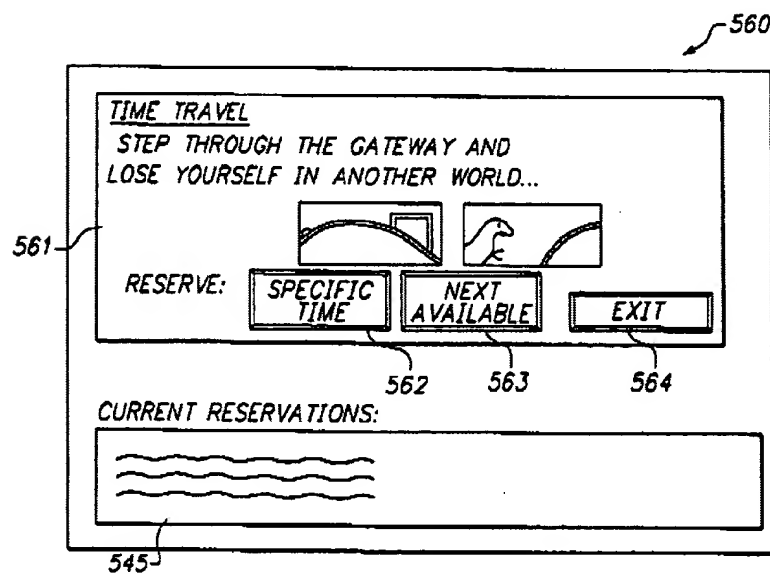 560
TIME TRAVEL
STEP THROUGH THE GATEWAY AND
LOSE YOURSELF IN ANOTHER WORLD...
561
RESERVE:
SPECIFIC
TIME
NEXT
AVAILABLE
EXIT
562
563
564
CURRENT RESERVATIONS:
545